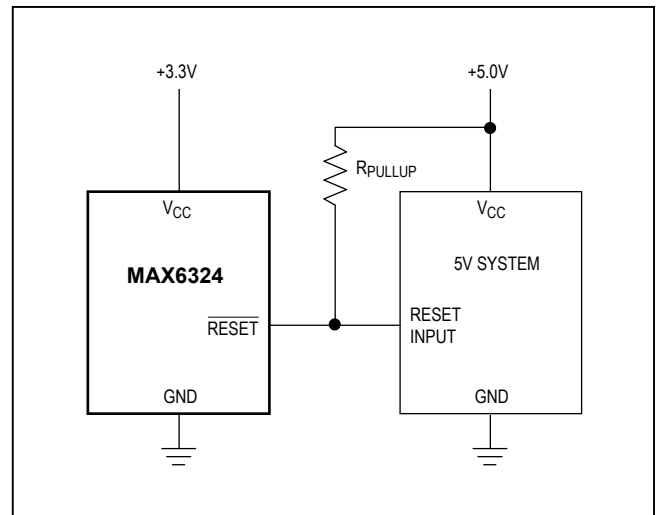 +3.3V
+5.0V
RPULLUP
VCC
VCC
MAX6324
5V SYSTEM
RESET
RESET
INPUT
GND
GND